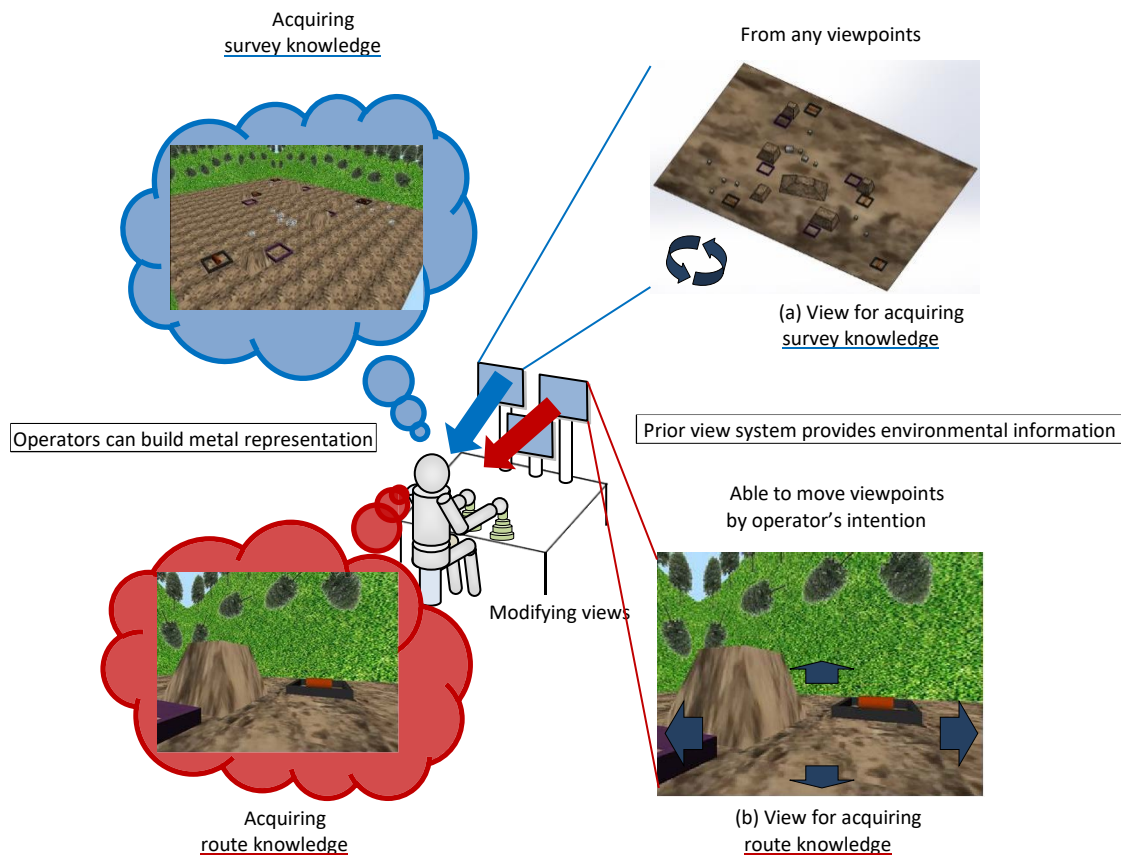 Acquiring
survey knowledge
From any viewpoints
(a) View for acquiring
survey knowledge
Operators can build metal representation
Prior view system provides environmental information
Able to move viewpoints
by operator’s intention
Modifying views
Acquiring
route knowledge
(b) View for acquiring
route knowledge